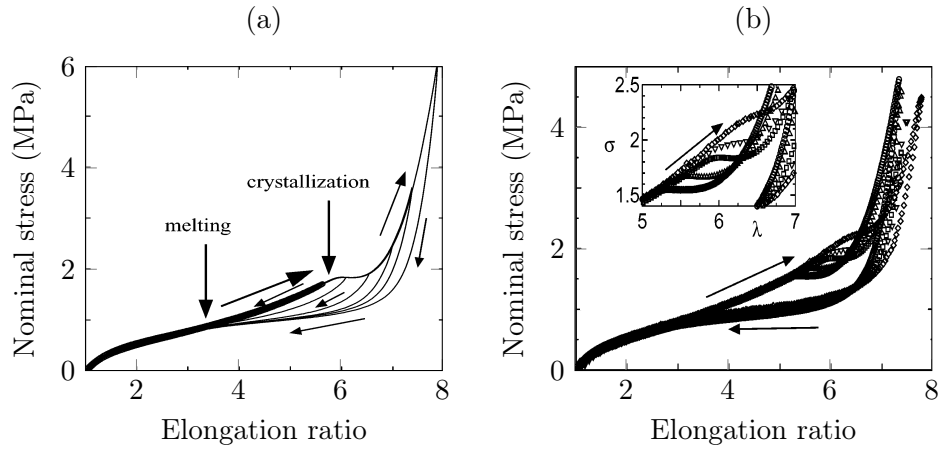 (a)
(b)
Nominal stress (MPa)
6
4
2
0
crystallization
melting
2 4 6 8
Elongation ratio
Nominal stress (MPa)
4
2
0
2.5
2
1.5
σ
5 6 7
λ
2 4 6 8
Elongation ratio